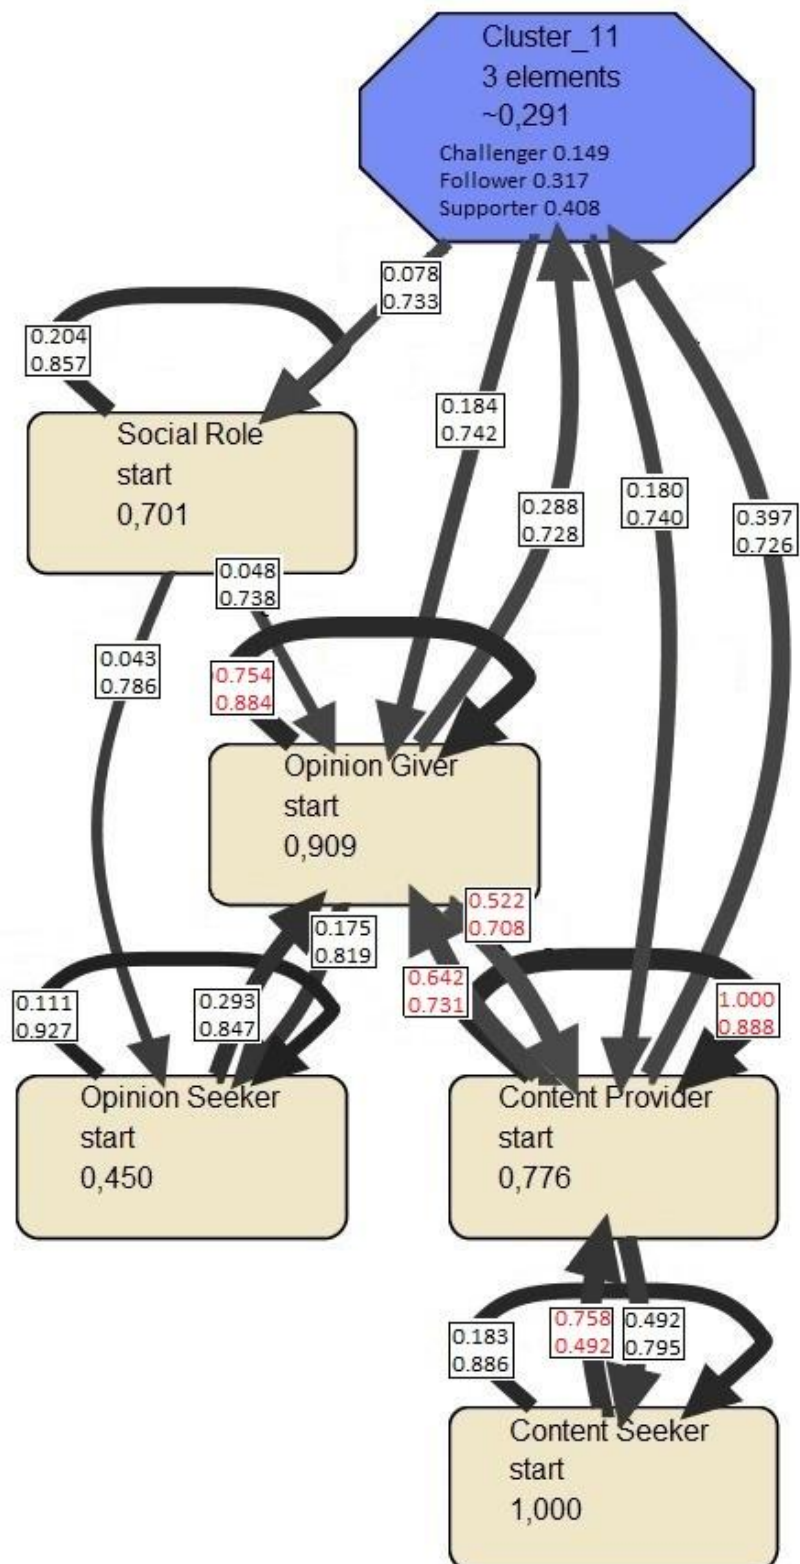 Cluster_11
3 elements
~0,291
Challenger 0.149
Follower 0.317
Supporter 0.408
0.078
0.733
0.204
0.857
0.184
0.742
Social Role
start
0,701
0.288
0.728
0.180
0.740
0.397
0.726
0.048
0.738
0.043
0.786
0.754
0.884
Opinion Giver
start
0,909
0.175
0.819
0.522
0.708
0.111
0.927
0.293
0.847
0.642
0.731
1.000
0.888
Opinion Seeker
start
0,450
Content Provider
start
0,776
0.183
0.886
0.758
0.492
0.492
0.795
Content Seeker
start
1,000